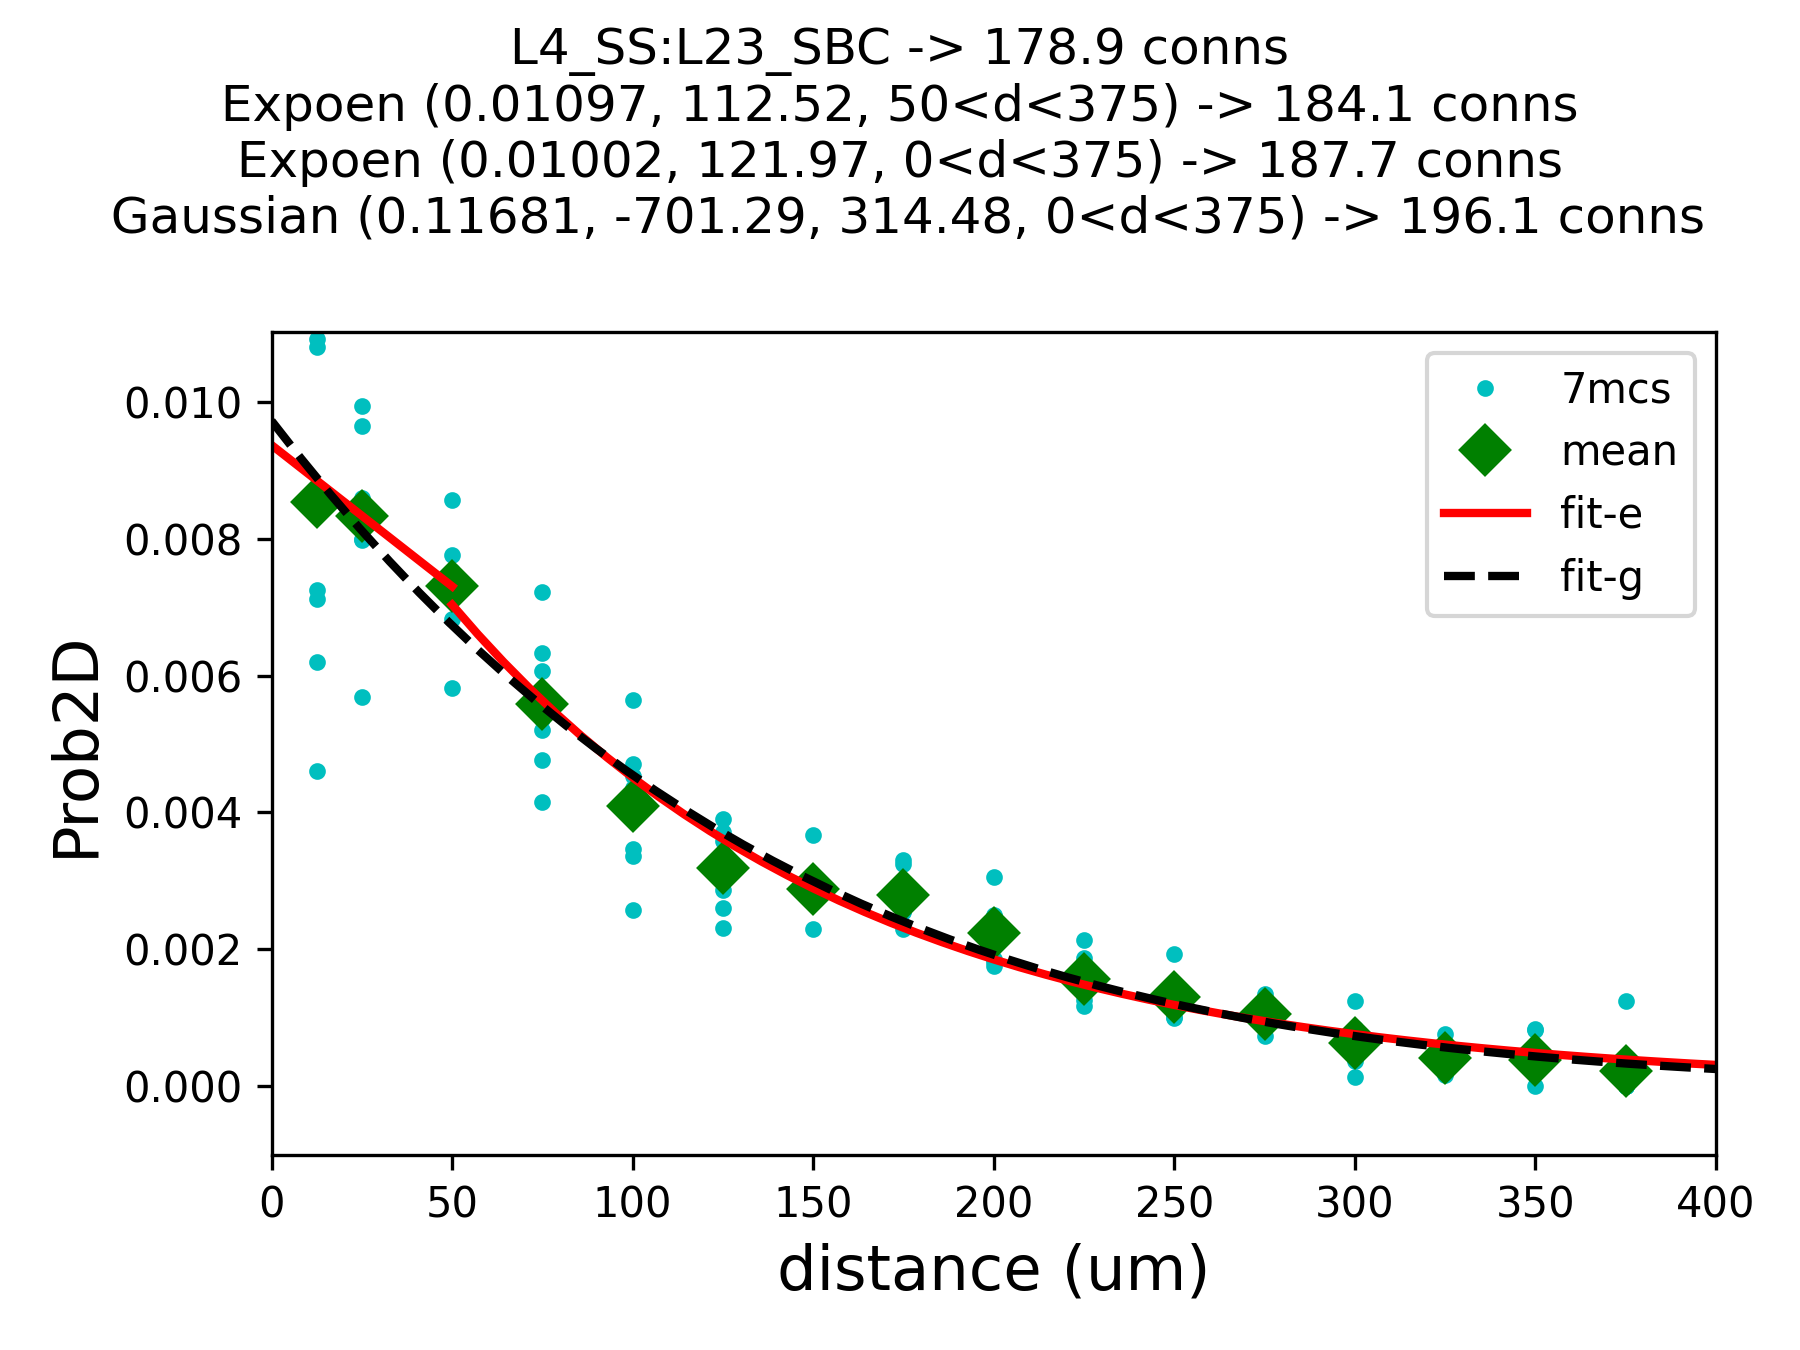 L4_SS:L23_SBC -> 178.9 conns
Expoen (0.01097, 112.52, 50<d<375) -> 184.1 conns
Expoen (0.01002, 121.97, 0<d<375) -> 187.7 conns
Gaussian (0.11681, -701.29, 314.48, 0<d<375) -> 196.1 conns
7mcs
mean
fit-e
fit-g
Prob2D
0.010
0.008
0.006
0.004
0.002
0.000
0 50 100 150 200 250 300 350 400
distance (um)